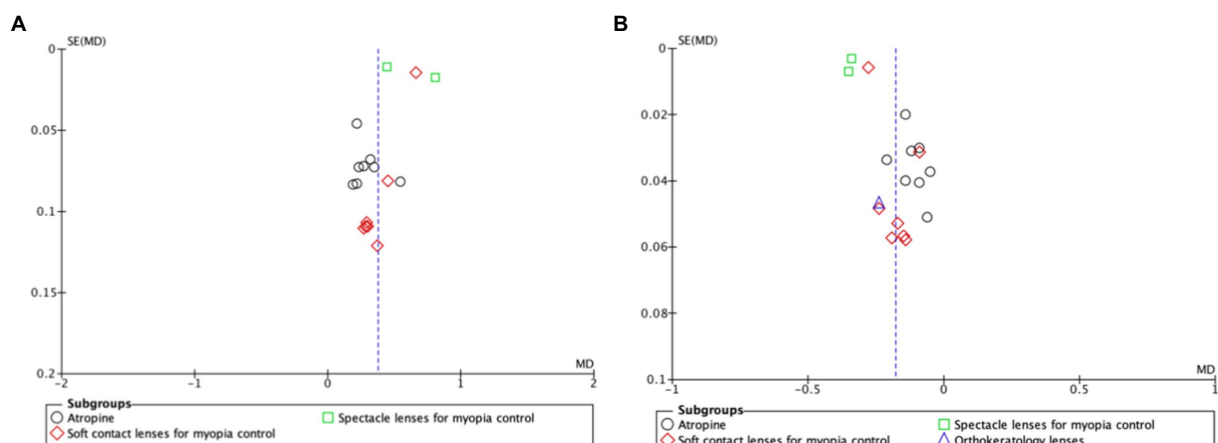 A
SE(MD)
0
0.05
0.1
0.15
0.2
-2
-1
0
1
2
MD
Subgroups
Atropine
Spectacle lenses for myopia control
Soft contact lenses for myopia control
B
SE(MD)
0
0.02
0.04
0.06
0.08
0.1
-1
-0.5
0
0.5
1
MD
Subgroups
Atropine
Spectacle lenses for myopia control
Soft contact lenses for myopia control
Orthokeratology lenses